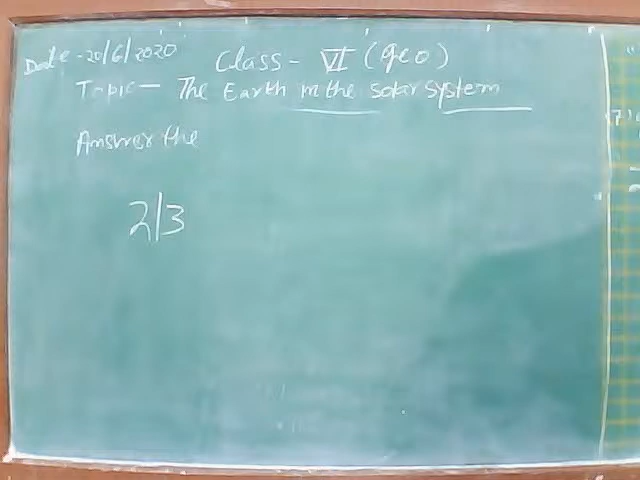 Date - 20/6/2020 Class - VI (geo)
Topic - The Earth in the solar system
Answer the
2/3